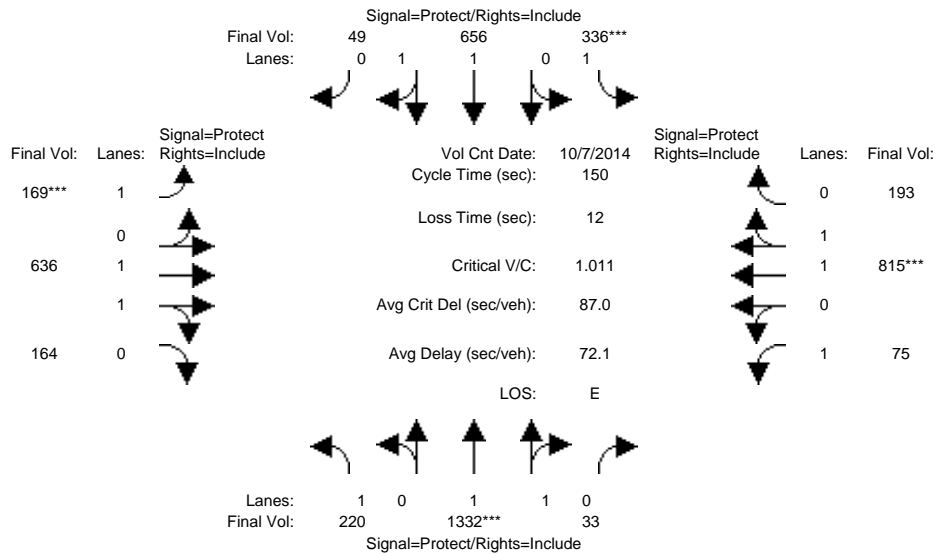 Signal=Protect/Rights=Include
Final Vol: 49 656 336***
Lanes: 0 1 1 0 1
Signal=Protect Signal=Protect
Final Vol: Lanes: Rights=Include Vol Cnt Date: 10/7/2014 Rights=Include Lanes: Final Vol:
Cycle Time (sec): 150
169*** 1 0 193
Loss Time (sec): 12
0 1
636 1 Critical V/C: 1.011 1 815***
1 Avg Crit Del (sec/veh): 87.0 0
164 0 Avg Delay (sec/veh): 72.1 1 75
LOS: E
Lanes: 1 0 1 1 0
Final Vol: 220 1332*** 33
Signal=Protect/Rights=Include